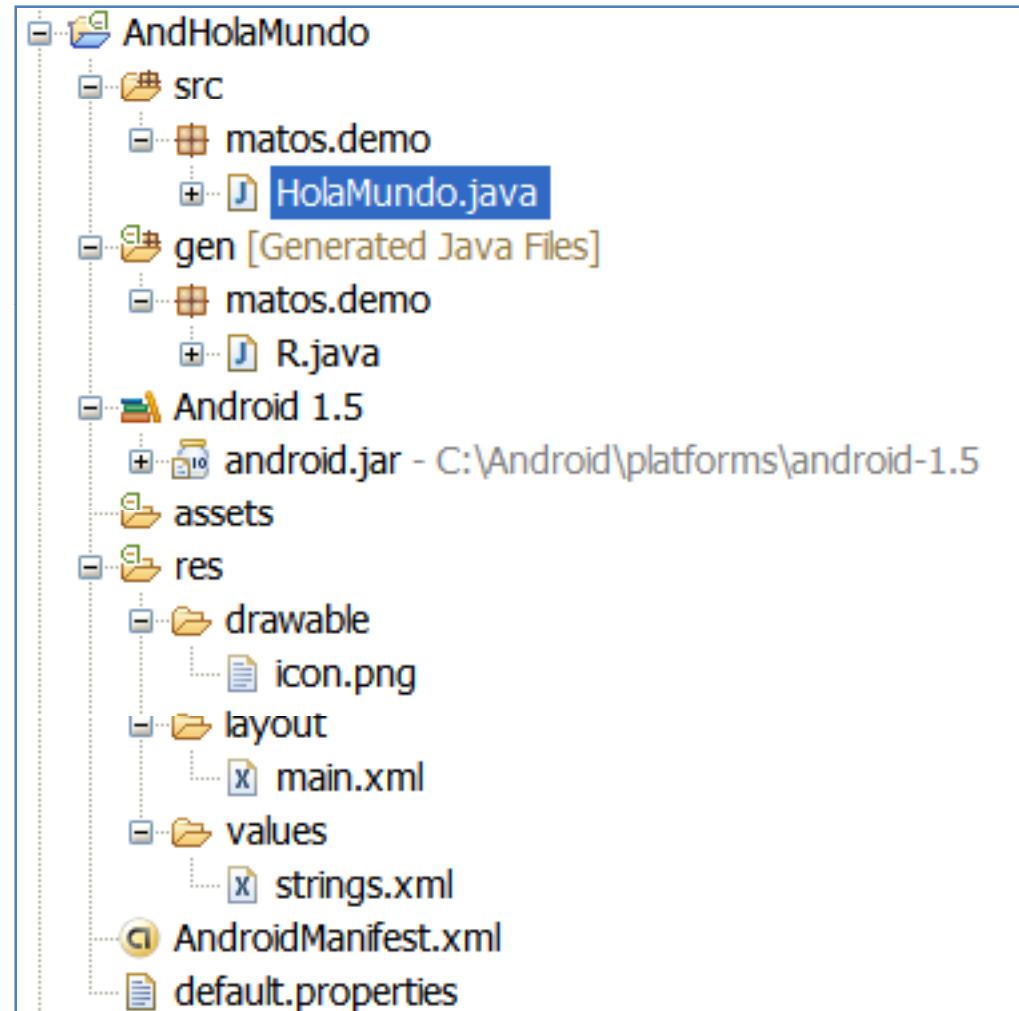 AndHolaMundo
src
matos.demo
HolaMundo.java
gen [Generated Java Files]
matos.demo
R.java
Android 1.5
android.jar - C:\Android\platforms\android-1.5
assets
res
drawable
icon.png
layout
main.xml
values
strings.xml
AndroidManifest.xml
default.properties